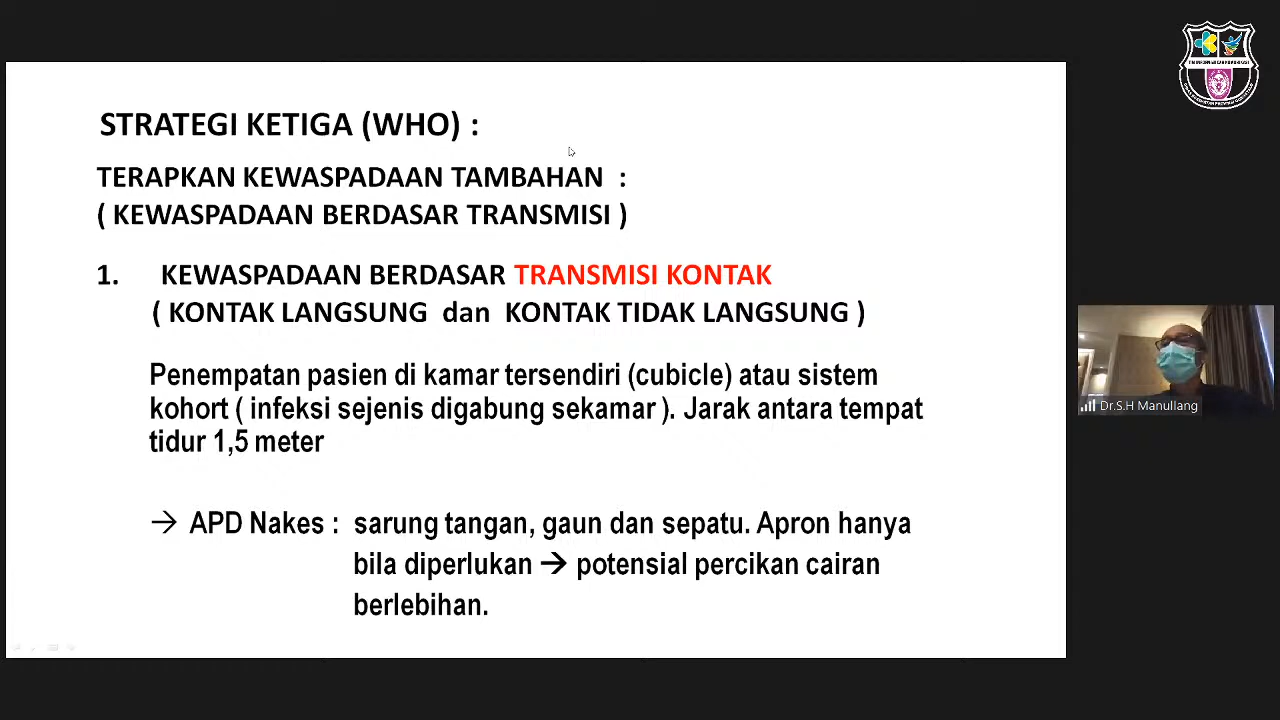 STRATEGI KETIGA (WHO) :
TERAPKAN KEWASPADAAN TAMBAHAN :
( KEWASPADAAN BERDASAR TRANSMISI )
1. KEWASPADAAN BERDASAR TRANSMISI KONTAK
( KONTAK LANGSUNG dan KONTAK TIDAK LANGSUNG )
Penempatan pasien di kamar tersendiri (cubicle) atau sistem
kohort ( infeksi sejenis digabung sekamar ). Jarak antara tempat
tidur 1,5 meter
→ APD Nakes : sarung tangan, gaun dan sepatu. Apron hanya
bila diperlukan → potensial percikan cairan
berlebihan.
Dr.S.H Manullang